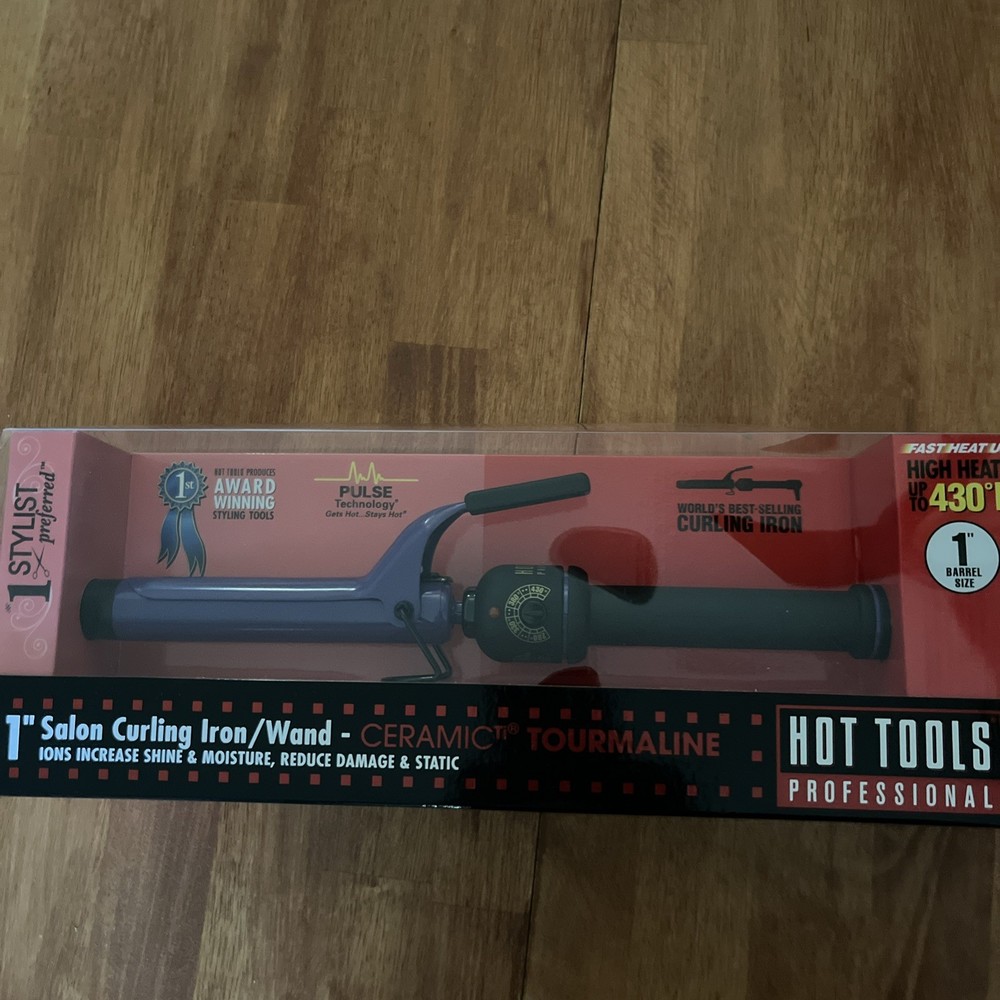 #1 STYLIST
preferred™
1st
HOT TOOLS PRODUCES
AWARD
WINNING
STYLING TOOLS
PULSE
Technology®
Gets Hot...Stays Hot®
WORLD'S BEST-SELLING
CURLING IRON
FAST HEAT U
HIGH HEAT
UP TO 430°F
1"
BARREL
SIZE
430
1" Salon Curling Iron/Wand - CERAMIC TOURMALINE
IONS INCREASE SHINE & MOISTURE, REDUCE DAMAGE & STATIC
HOT TOOLS
PROFESSIONAL